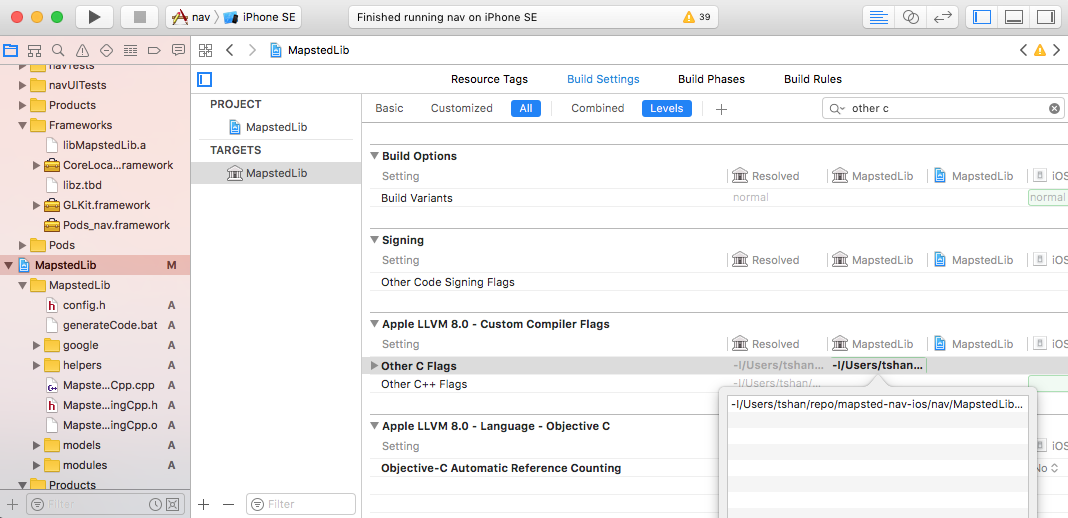 nav iPhone SE
Finished running nav on iPhone SE
39
MapstedLib
navTests
navUITests
Products
Frameworks
libMapstedLib.a
CoreLoca...ramework
libz.tbd
GLKit.framework
Pods_nav.framework
Pods
MapstedLib M
MapstedLib
config.h A
generateCode.bat A
google A
helpers A
Mapste...Cpp.cpp A
Mapste...ingCpp.h A
Mapste...ingCpp.o A
models A
modules A
Products
Filter
PROJECT
MapstedLib
TARGETS
MapstedLib
Filter
Resource Tags Build Settings Build Phases Build Rules
Basic Customized All Combined Levels other c
Build Options
Setting Resolved MapstedLib MapstedLib iOS
Build Variants normal normal
Signing
Setting Resolved MapstedLib MapstedLib iOS
Other Code Signing Flags
Apple LLVM 8.0 - Custom Compiler Flags
Setting Resolved MapstedLib MapstedLib iOS
Other C Flags -I/Users/tshan... -I/Users/tshan...
Other C++ Flags -I/Users/tshan/...
-I/Users/tshan/repo/mapsted-nav-ios/nav/MapstedLib...
Apple LLVM 8.0 - Language - Objective C
Setting iOS
Objective-C Automatic Reference Counting No